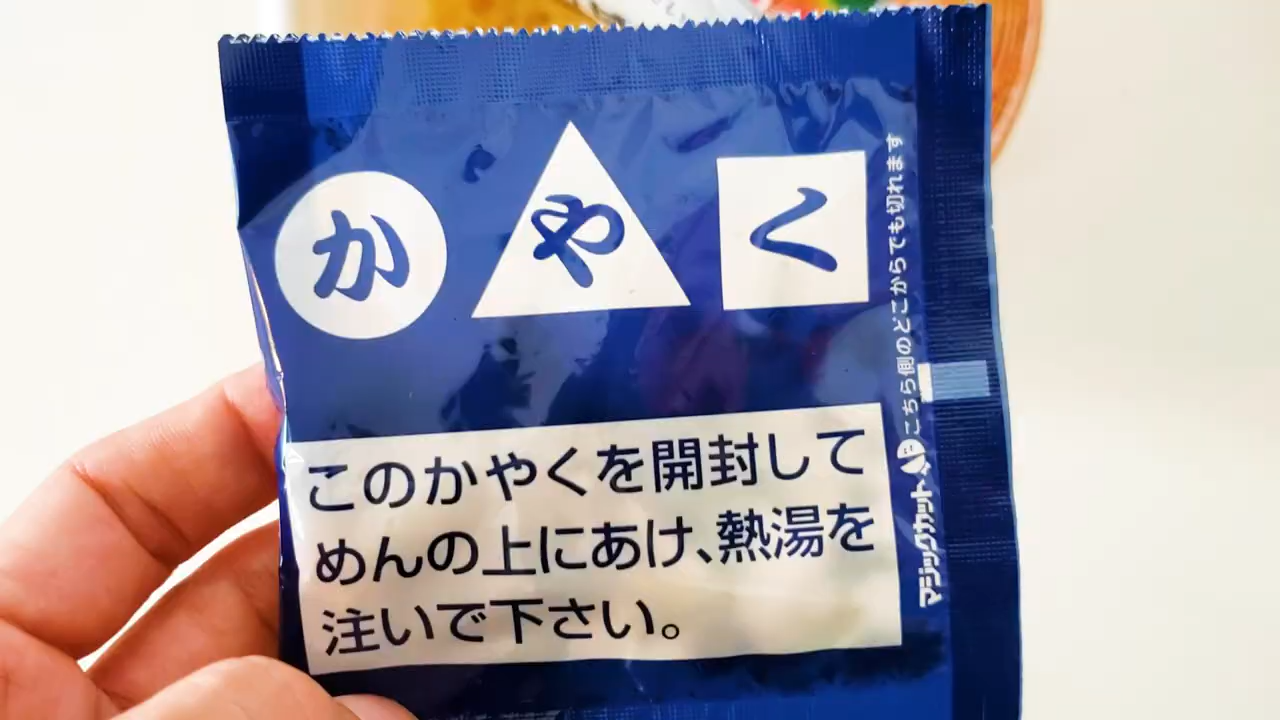 かやく
このかやくを開封して
めんの上にあけ、熱湯を
注いで下さい。
マジックカット こちら側のどこからでも切れます